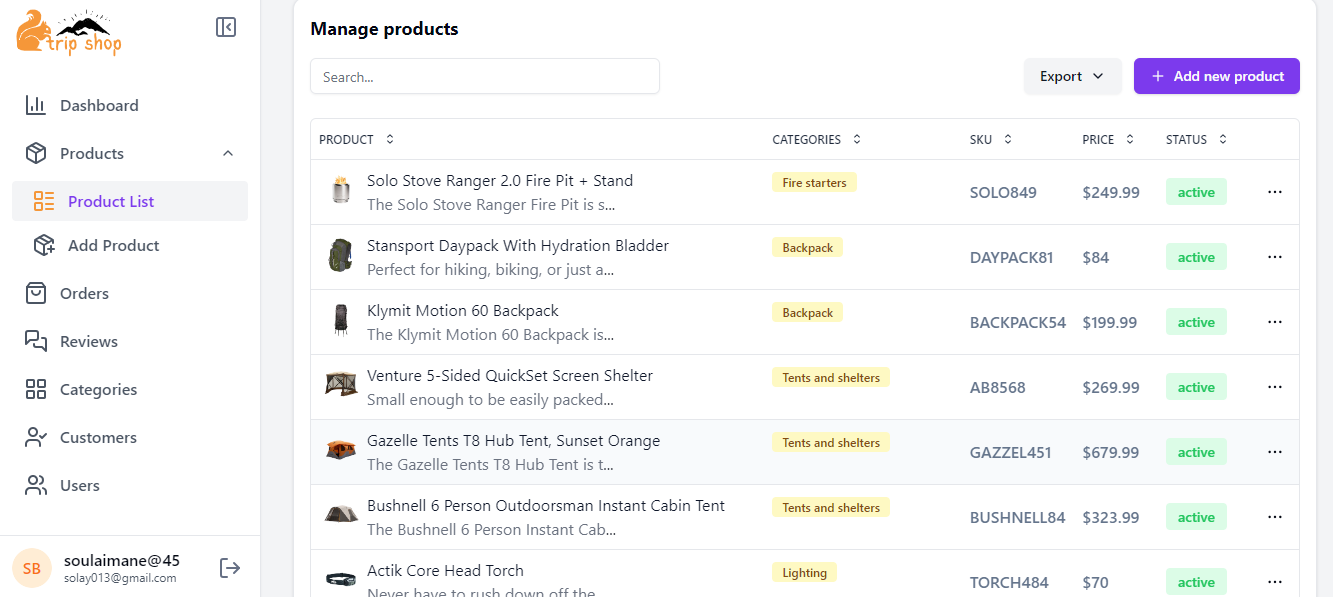 trip shop
Dashboard
Products
Product List
Add Product
Orders
Reviews
Categories
Customers
Users
SB
soulaimane@45
solay013@gmail.com
Manage products
Search...
Export
Add new product
PRODUCT CATEGORIES SKU PRICE STATUS
Solo Stove Ranger 2.0 Fire Pit + Stand
The Solo Stove Ranger Fire Pit is s...
Fire starters
SOLO849 $249.99 active
Stansport Daypack With Hydration Bladder
Perfect for hiking, biking, or just a...
Backpack
DAYPACK81 $84 active
Klymit Motion 60 Backpack
The Klymit Motion 60 Backpack is...
Backpack
BACKPACK54 $199.99 active
Venture 5-Sided QuickSet Screen Shelter
Small enough to be easily packed...
Tents and shelters
AB8568 $269.99 active
Gazelle Tents T8 Hub Tent, Sunset Orange
The Gazelle Tents T8 Hub Tent is t...
Tents and shelters
GAZZEL451 $679.99 active
Bushnell 6 Person Outdoorsman Instant Cabin Tent
The Bushnell 6 Person Instant Cab...
Tents and shelters
BUSHNELL84 $323.99 active
Actik Core Head Torch
Never have to rush down off the
Lighting
TORCH484 $70 active